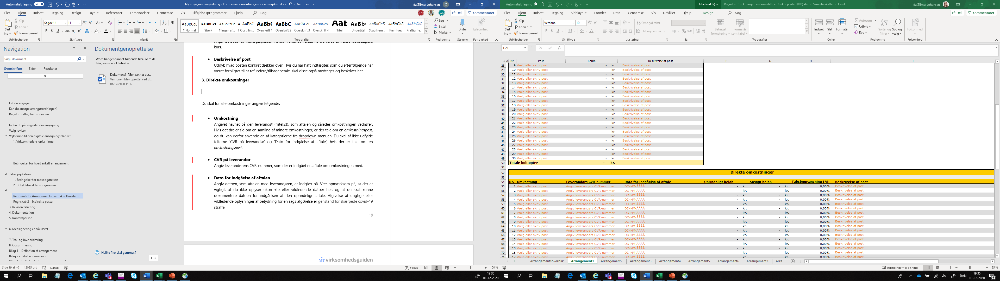 Automatisk lagring
Ny ansøgningsvejledning - Kompensationsordningen for arrangører .docx
Gemmer...
Ida Zilmer Johansen
IZ
Filer Hjem Indsæt Tegning Design Layout Referencer Forsendelser Gennemse Vis Tilføjelsesprogrammer Hjælp Søg
TH WS Del Kommentarer
Sæt ind
Klip
Kopiér
Formatpensel
Udklipsholder
Segoe UI 11
F K U
Skrifttype
Afsnit
AaBbCcD ¶ Normal
Stærk
¶ Ingen af...
¶ Opstillin...
Overskrift 1
Overskrift 2
Overskrift 3
Overskrift 4
Titel
Undertitel
Svag frem...
Fremhæv
Kraftig fre...
Typografier
Søg
Erstat
Markér
Redigering
Dikter
Stemme
Følsomhed
Følsomhed
Navigation
Søg i dokument
Overskrifter Sider Resultater
Før du ansøger
Kan du ansøge arrangørordningen?
Regelgrundlag for ordningen
Inden du påbegynder din ansøgning
Vælg revisor
Vejledning til den digitale ansøgningsblanket
1. Virksomhedens oplysninger
Betingelser for hvert enkelt arrangement
Tabsopgørelsen
1. Betingelser for tabsopgørelsen
2. Udfyldelse af tabsopgørelsen
Regnskab 1 – Arrangementsoverblik + Direkte p...
Regnskab 2 – Indirekte poster
3. Revisorerklæring
4. Dokumentation
5. Kontaktperson
6. Medsignering er påkrævet
7. Tro- og love erklæring
8. Opsummering
Bilag 1 – Definition af arrangement
Bilag 2 - Tabsbegrænsning
Dokumentgenoprettelse
Word har gendannet følgende filer. Gem de
filer, som du vil beholde.
Dokument1 [Gendannet aut...
Versionen blev oprettet ved d...
01-12-2020 11:17
Hvilke filer skal gemmes?
Luk
kurs.
• Beskrivelse af post
Uddyb hvad posten konkret dækker over. Hvis du har haft indtægter, som du efterfølgende har
været forpligtet til at refundere/tilbagebetale, skal disse også medtages og beskrives her.
3. Direkte omkostninger
Du skal for alle omkostninger angive følgende:
• Omkostning
Angivet navnet på den leverandør (fritekst), som aftalen og således omkostningen vedrører.
Hvis det drejer sig om en samling af mindre omkostninger, er der tale om en omkostningspost,
og du kan derfor anvende en af kategorierne fra dropdown-menuen. Du skal af ikke udfylde
felterne ’CVR på leverandør’ og ’Dato for indgåelse af aftale’, hvis der er tale om en
omkostningspost.
• CVR på leverandør
Angiv leverandørens CVR-nummer, som der er indgået en aftale om omkostningen med.
• Dato for indgåelse af aftalen
Angiv datoen, som aftalen med leverandøren, er indgået på. Vær opmærksom på, at det er
vigtigt, at du ikke oplyser ukorrekte eller vildledende datoer her, og at du skal kunne
dokumentere datoen for indgåelsen af den oprindelige aftale. Afgivelse af urigtige eller
vildledende oplysninger af betydning for en sags afgørelse er genstand for skærpede covid-19
straffe.
19
virksomhedsguiden
Side 19 af 40 12055 ord Dansk
Fokus 100 %
19:35
01-12-2020
Automatisk lagring
Tabelværktøjer
Regnskab 1 - Arrangementsoverblik + Direkte poster (002).xlsx - Skrivebeskyttet - Excel
Ida Zilmer Johansen
Filer Hjem Indsæt Tegning Sidelayout Formler Data Gennemse Vis Udvikler Hjælp Design Søg
Del Kommentarer
Sæt ind
Klip
Kopiér
Formatpensel
Udklipsholder
Verdana 10
F K U
Skrifttype
Ombryd tekst
Flet og centrer
Justering
Tal
Betinget formatering
Formatér som tabel
Typografier
Indsæt Slet Formatér
Celler
Autosum
Udfyld
Ryd
Sortér og filtrer
Søg og vælg
Redigering
Følsomhed
Følsomhed
E21
A Nr. Post Beløb Beskrivelse af post F G H I
28 9 Vælg eller skriv post - kr. Beskrivelse af post
29 10 Vælg eller skriv post - kr. Beskrivelse af post
30 11 Vælg eller skriv post - kr. Beskrivelse af post
31 12 Vælg eller skriv post - kr. Beskrivelse af post
32 13 Vælg eller skriv post - kr. Beskrivelse af post
33 14 Vælg eller skriv post - kr. Beskrivelse af post
34 15 Vælg eller skriv post - kr. Beskrivelse af post
35 16 Vælg eller skriv post - kr. Beskrivelse af post
36 17 Vælg eller skriv post - kr. Beskrivelse af post
37 18 Vælg eller skriv post - kr. Beskrivelse af post
38 19 Vælg eller skriv post - kr. Beskrivelse af post
39 20 Vælg eller skriv post - kr. Beskrivelse af post
40 21 Vælg eller skriv post - kr. Beskrivelse af post
41 22 Vælg eller skriv post - kr. Beskrivelse af post
42 23 Vælg eller skriv post - kr. Beskrivelse af post
43 24 Vælg eller skriv post - kr. Beskrivelse af post
44 25 Vælg eller skriv post - kr. Beskrivelse af post
45 26 Vælg eller skriv post - kr. Beskrivelse af post
46 27 Vælg eller skriv post - kr. Beskrivelse af post
47 28 Vælg eller skriv post - kr. Beskrivelse af post
48 29 Vælg eller skriv post - kr. Beskrivelse af post
49 30 Vælg eller skriv post - kr. Beskrivelse af post
50 Totale indtægter - kr.
51
52 Direkte omkostninger
53
54 Nr. Omkostning Leverandørs CVR-nummer Dato for indgåelse af aftale Oprindeligt beløb Ansøgt beløb Tabsbegrænsning i % Beskrivelse af post
55 1 Vælg eller skriv post Angiv leverandørs CVR-nummer DD-MM-ÅÅÅÅ - kr. - kr. 0,00% Beskrivelse af post
56 2 Vælg eller skriv post Angiv leverandørs CVR-nummer DD-MM-ÅÅÅÅ - kr. - kr. 0,00% Beskrivelse af post
57 3 Vælg eller skriv post Angiv leverandørs CVR-nummer DD-MM-ÅÅÅÅ - kr. - kr. 0,00% Beskrivelse af post
58 4 Vælg eller skriv post Angiv leverandørs CVR-nummer DD-MM-ÅÅÅÅ - kr. - kr. 0,00% Beskrivelse af post
59 5 Vælg eller skriv post Angiv leverandørs CVR-nummer DD-MM-ÅÅÅÅ - kr. - kr. 0,00% Beskrivelse af post
60 6 Vælg eller skriv post Angiv leverandørs CVR-nummer DD-MM-ÅÅÅÅ - kr. - kr. 0,00% Beskrivelse af post
61 7 Vælg eller skriv post Angiv leverandørs CVR-nummer DD-MM-ÅÅÅÅ - kr. - kr. 0,00% Beskrivelse af post
62 8 Vælg eller skriv post Angiv leverandørs CVR-nummer DD-MM-ÅÅÅÅ - kr. - kr. 0,00% Beskrivelse af post
63 9 Vælg eller skriv post Angiv leverandørs CVR-nummer DD-MM-ÅÅÅÅ - kr. - kr. 0,00% Beskrivelse af post
64 10 Vælg eller skriv post Angiv leverandørs CVR-nummer DD-MM-ÅÅÅÅ - kr. - kr. 0,00% Beskrivelse af post
65 11 Vælg eller skriv post Angiv leverandørs CVR-nummer DD-MM-ÅÅÅÅ - kr. - kr. 0,00% Beskrivelse af post
66 12 Vælg eller skriv post Angiv leverandørs CVR-nummer DD-MM-ÅÅÅÅ - kr. - kr. 0,00% Beskrivelse af post
67 13 Vælg eller skriv post Angiv leverandørs CVR-nummer DD-MM-ÅÅÅÅ - kr. - kr. 0,00% Beskrivelse af post
68 14 Vælg eller skriv post Angiv leverandørs CVR-nummer DD-MM-ÅÅÅÅ - kr. - kr. 0,00% Beskrivelse af post
69 15 Vælg eller skriv post Angiv leverandørs CVR-nummer DD-MM-ÅÅÅÅ - kr. - kr. 0,00% Beskrivelse af post
70 16 Vælg eller skriv post Angiv leverandørs CVR-nummer DD-MM-ÅÅÅÅ - kr. - kr. 0,00% Beskrivelse af post
71 17 Vælg eller skriv post Angiv leverandørs CVR-nummer DD-MM-ÅÅÅÅ - kr. - kr. 0,00% Beskrivelse af post
Arrangementsoverblik Arrangement1 Arrangement2 Arrangement3 Arrangement4 Arrangement5 Arrangement6 Arrangement7 Arra ...
Indstillinger for visning 85 %
DAN
19:35
01-12-2020
22